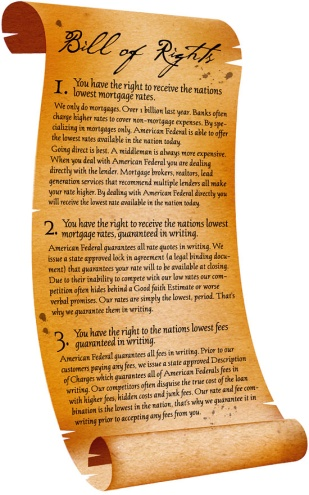 Bill of Rights
1. You have the right to receive the nations
lowest mortgage rates.
We only do mortgages. Over 1 billion last year. Banks often
charge higher rates to cover non-mortgage expenses. By spe-
cializing in mortgages only. American Federal is able to offer
the lowest rates available in the nation today.
Going direct is best. A middleman is always more expensive.
When you deal with American Federal you are dealing
directly with the lender. Mortgage brokers, realtors, lead
generation services that recommend multiple lenders all make
your rate higher. By dealing with American Federal directly you
will receive the lowest rate available in the nation today.
2. You have the right to receive the nations lowest
mortgage rates, guaranteed in writing.
American Federal guarantees all rate quotes in writing. We
issue a state approved lock in agreement (a legal binding docu-
ment) that guarantees your rate will to be available at closing.
Due to their inability to compete with our low rates our com-
petition often hides behind a Good faith Estimate or worse
verbal promises. Our rates are simply the lowest, period. That's
why we guarantee them in writing.
3. You have the right to the nations lowest fees
guaranteed in writing.
American Federal guarantees all fees in writing. Prior to our
customers paying any fees, we issue a state approved Description
of Charges which guarantees all of American Federals fees in
writing. Our competitors often disguise the true cost of the loan
with higher fees, hidden costs and junk fees. Our rate and fee com-
bination is the lowest in the nation, that's why we guarantee it in
writing prior to accepting any fees from you.